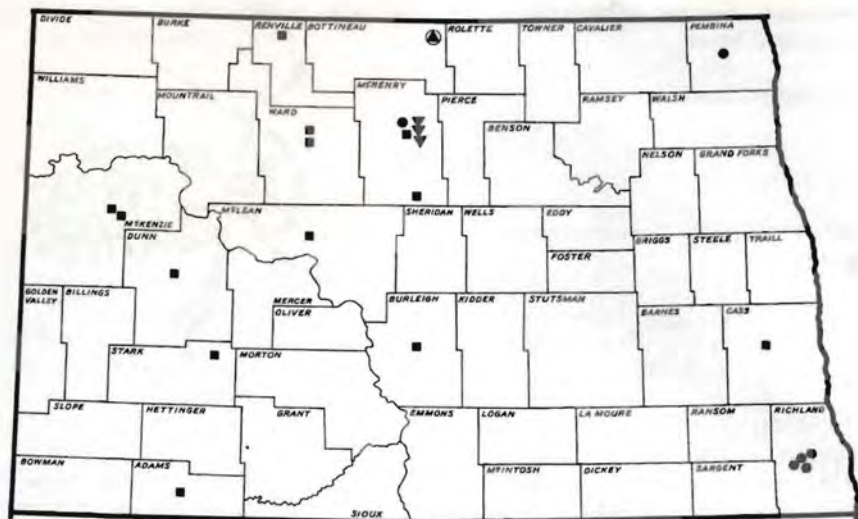 DIVIDE BURKE RENVILLE BOTTINEAU ROLETTE TOWNER CAVALIER PEMBINA
WILLIAMS MOUNTRAIL WARD McHENRY PIERCE BENSON RAMSEY WALSH
NELSON GRAND FORKS
McKENZIE DUNN McLEAN SHERIDAN WELLS EDDY
FOSTER GRIGGS STEELE TRAILL
GOLDEN VALLEY BILLINGS MERCER
OLIVER BURLEIGH KIDDER STUTSMAN BARNES CASS
STARK MORTON
SLOPE HETTINGER GRANT EMMONS LOGAN LA MOURE RANSOM RICHLAND
BOWMAN ADAMS McINTOSH DICKEY SARGENT
SIOUX